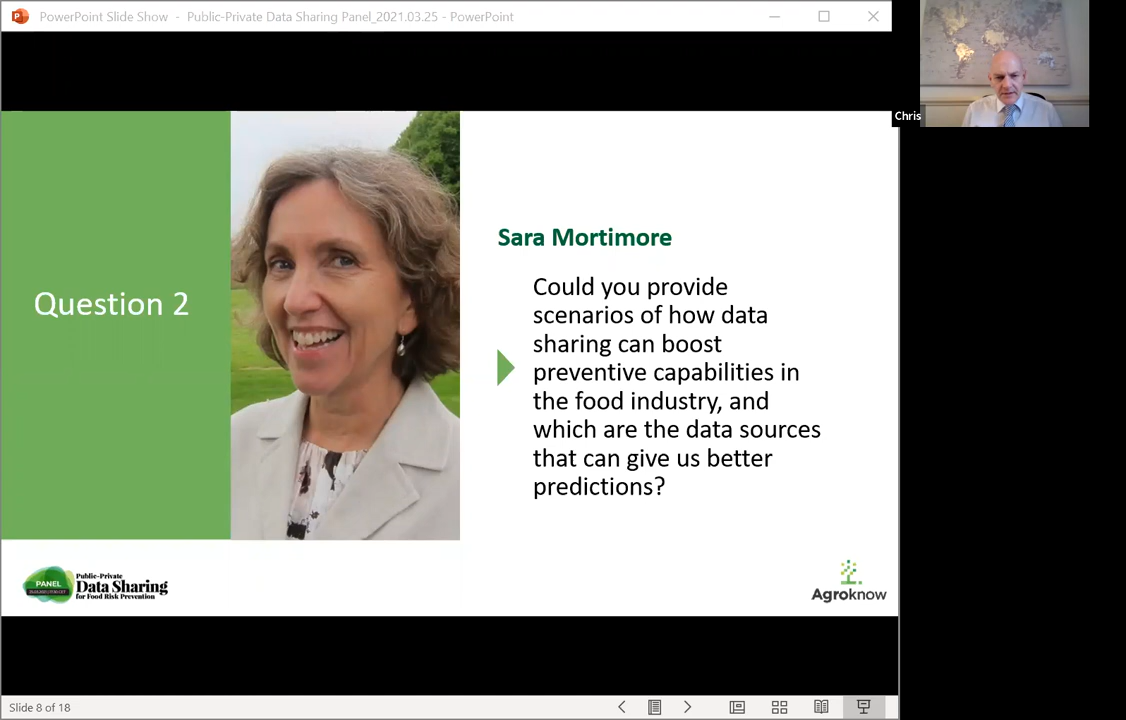 PowerPoint Slide Show - Public-Private Data Sharing Panel_2021.03.25 - PowerPoint
Chris
Question 2
Sara Mortimore
Could you provide
scenarios of how data
sharing can boost
preventive capabilities in
the food industry, and
which are the data sources
that can give us better
predictions?
PANEL
Public-Private
Data Sharing
for Food Risk Prevention
Agroknow
Slide 8 of 18